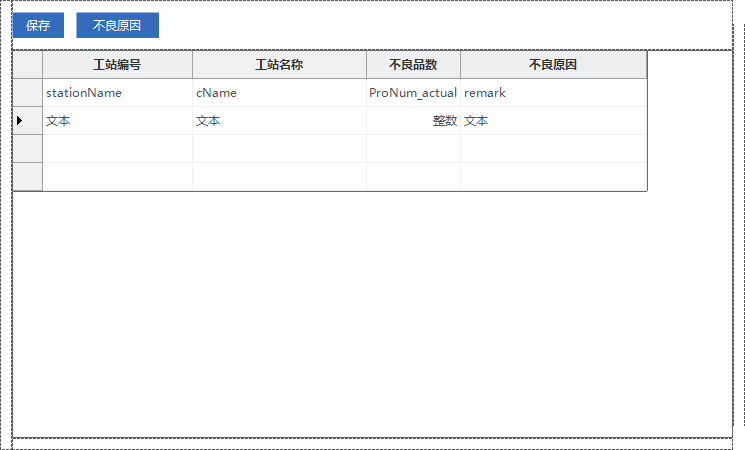 保存 不良原因
工站编号 工站名称 不良品数 不良原因
stationName cName ProNum_actual remark
文本 文本 整数 文本